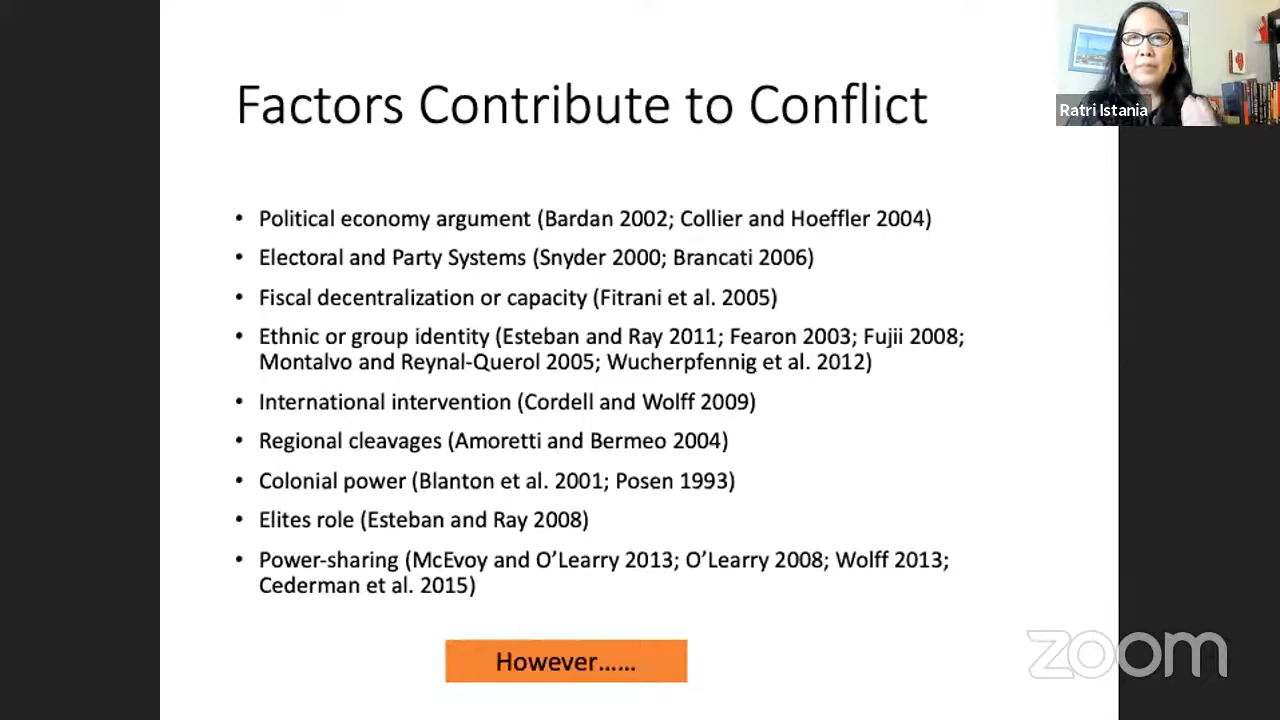 Factors Contribute to Conflict
Ratri Istania
• Political economy argument (Bardan 2002; Collier and Hoeffler 2004)
• Electoral and Party Systems (Snyder 2000; Brancati 2006)
• Fiscal decentralization or capacity (Fitrani et al. 2005)
• Ethnic or group identity (Esteban and Ray 2011; Fearon 2003; Fujii 2008;
Montalvo and Reynal-Querol 2005; Wucherpfennig et al. 2012)
• International intervention (Cordell and Wolff 2009)
• Regional cleavages (Amoretti and Bermeo 2004)
• Colonial power (Blanton et al. 2001; Posen 1993)
• Elites role (Esteban and Ray 2008)
• Power-sharing (McEvoy and O’Learry 2013; O’Learry 2008; Wolff 2013;
Cederman et al. 2015)
However......
zoom